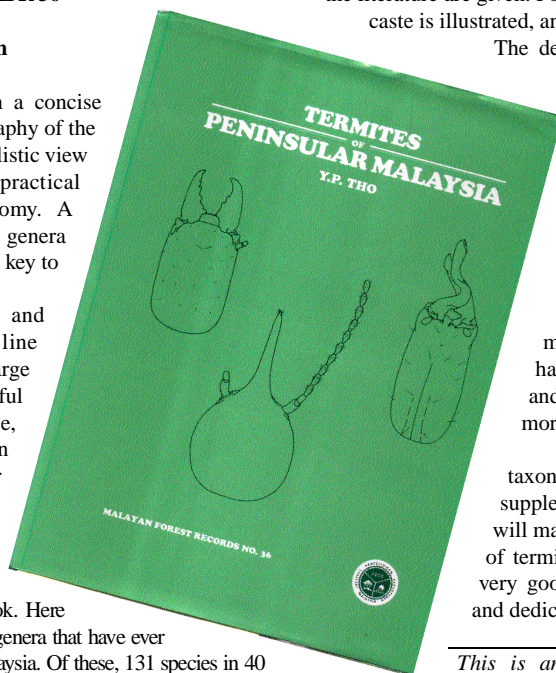 n
n a concise
aphy of the
listic view
practical
omy. A
genera
key to
and
line
arge
ful
e,
n
ok. Here
genera that have ever
aysia. Of these, 131 species in 40
TERMITES
OF
PENINSULAR MALAYSIA
Y.P. THO
MALAYAN FOREST RECORDS NO. 36
the literature are given. Fo
caste is illustrated, an
The de
m
ha
and
mor
taxon
supple
will ma
of termi
very goo
and dedic
This is an